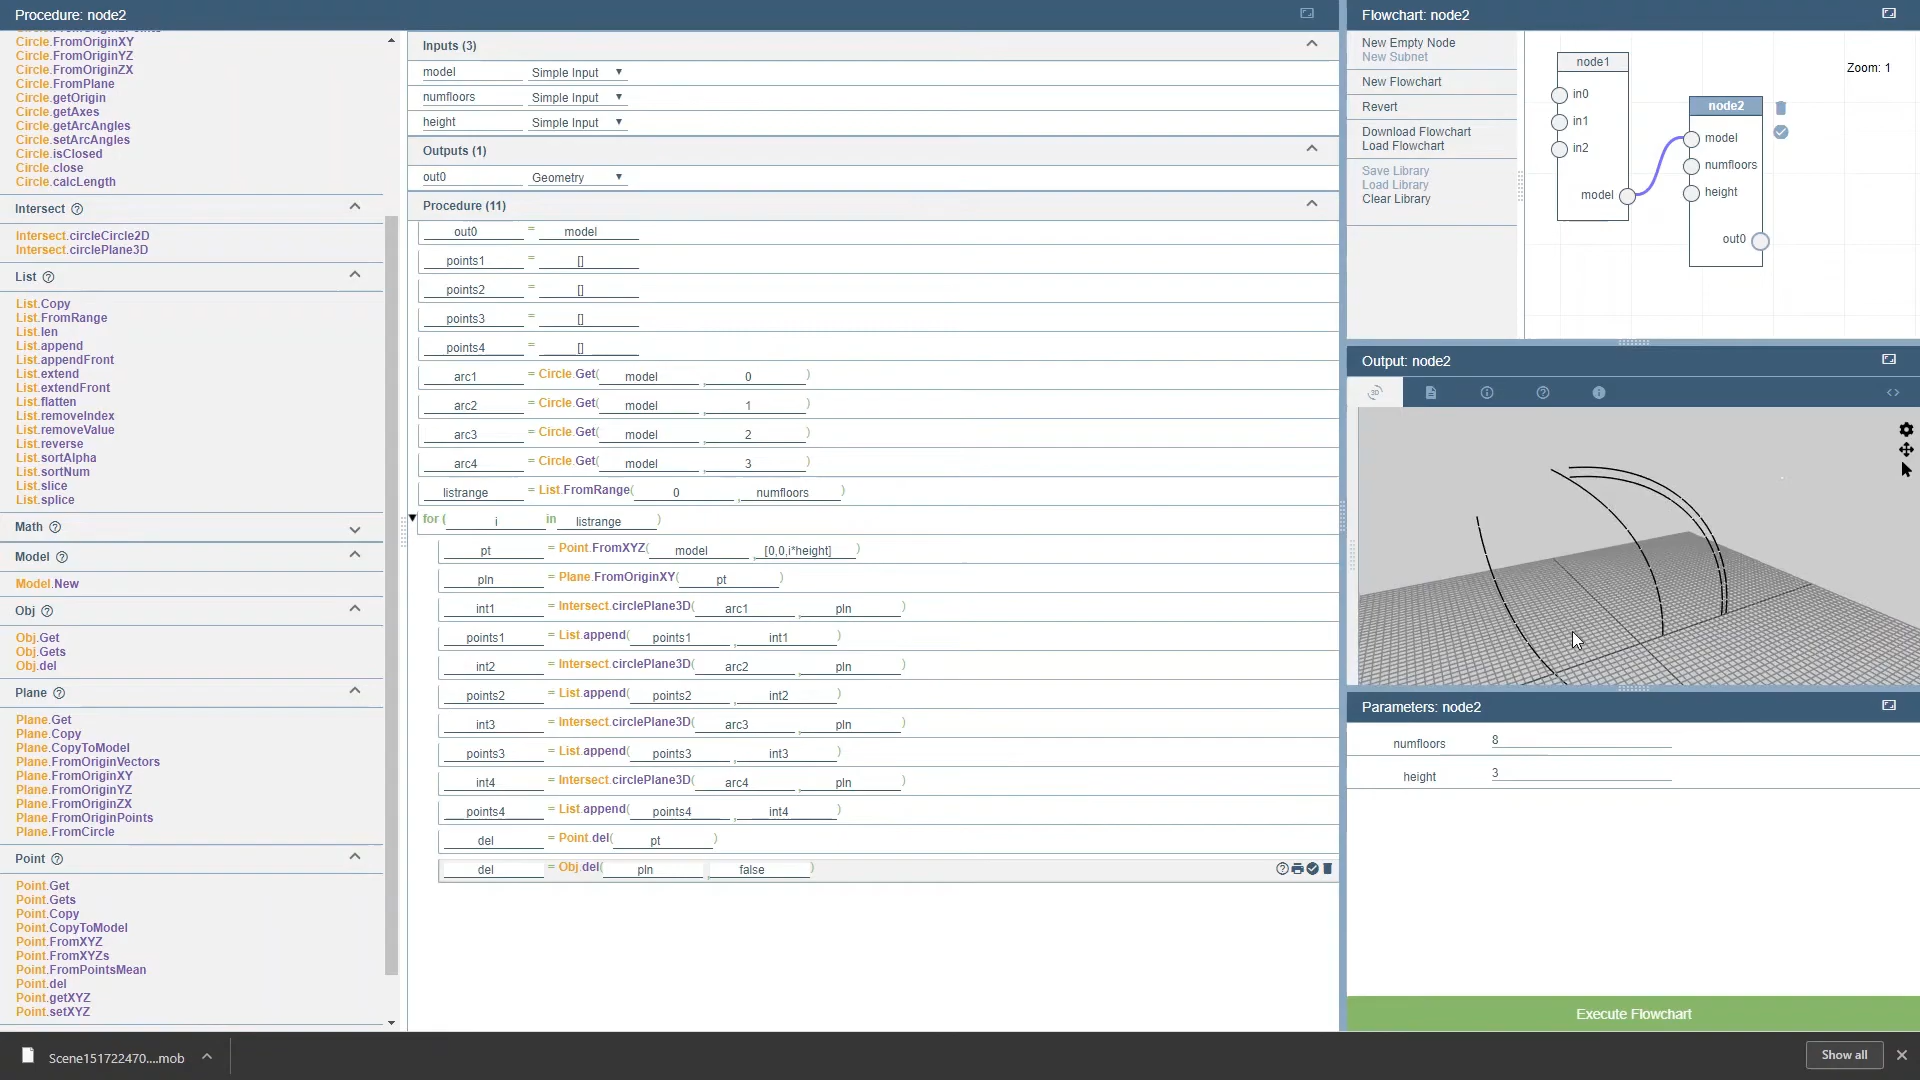 Procedure: node2
Circle.FromOriginXY
Circle.FromOriginYZ
Circle.FromOriginZX
Circle.FromPlane
Circle.getOrigin
Circle.getAxes
Circle.getArcAngles
Circle.setArcAngles
Circle.isClosed
Circle.close
Circle.calcLength
Intersect
Intersect.circleCircle2D
Intersect.circlePlane3D
List
List.Copy
List.FromRange
List.len
List.append
List.appendFront
List.extend
List.extendFront
List.flatten
List.removeIndex
List.removeValue
List.reverse
List.sortAlpha
List.sortNum
List.slice
List.splice
Math
Model
Model.New
Obj
Obj.Get
Obj.Gets
Obj.del
Plane
Plane.Get
Plane.Copy
Plane.CopyToModel
Plane.FromOriginVectors
Plane.FromOriginXY
Plane.FromOriginYZ
Plane.FromOriginZX
Plane.FromOriginPoints
Plane.FromCircle
Point
Point.Get
Point.Gets
Point.Copy
Point.CopyToModel
Point.FromXYZ
Point.FromXYZs
Point.FromPointsMean
Point.del
Point.getXYZ
Point.setXYZ
Inputs (3)
model Simple Input
numfloors Simple Input
height Simple Input
Outputs (1)
out0 Geometry
Procedure (11)
out0 = model
points1 = []
points2 = []
points3 = []
points4 = []
arc1 = Circle.Get( model , 0 )
arc2 = Circle.Get( model , 1 )
arc3 = Circle.Get( model , 2 )
arc4 = Circle.Get( model , 3 )
listrange = List.FromRange( 0 , numfloors )
for ( i in listrange )
pt = Point.FromXYZ( model , [0,0,i*height] )
pln = Plane.FromOriginXY( pt )
int1 = Intersect.circlePlane3D( arc1 , pln )
points1 = List.append( points1 , int1 )
int2 = Intersect.circlePlane3D( arc2 , pln )
points2 = List.append( points2 , int2 )
int3 = Intersect.circlePlane3D( arc3 , pln )
points3 = List.append( points3 , int3 )
int4 = Intersect.circlePlane3D( arc4 , pln )
points4 = List.append( points4 , int4 )
del = Point.del( pt )
del = Obj.del( pln , false )
Flowchart: node2
New Empty Node
New Subnet
New Flowchart
Revert
Download Flowchart
Load Flowchart
Save Library
Load Library
Clear Library
node1
in0
in1
in2
model
node2
model
numfloors
height
out0
Zoom: 1
Output: node2
3D
Parameters: node2
numfloors 8
height 3
Execute Flowchart
Scene151722470....mob
Show all